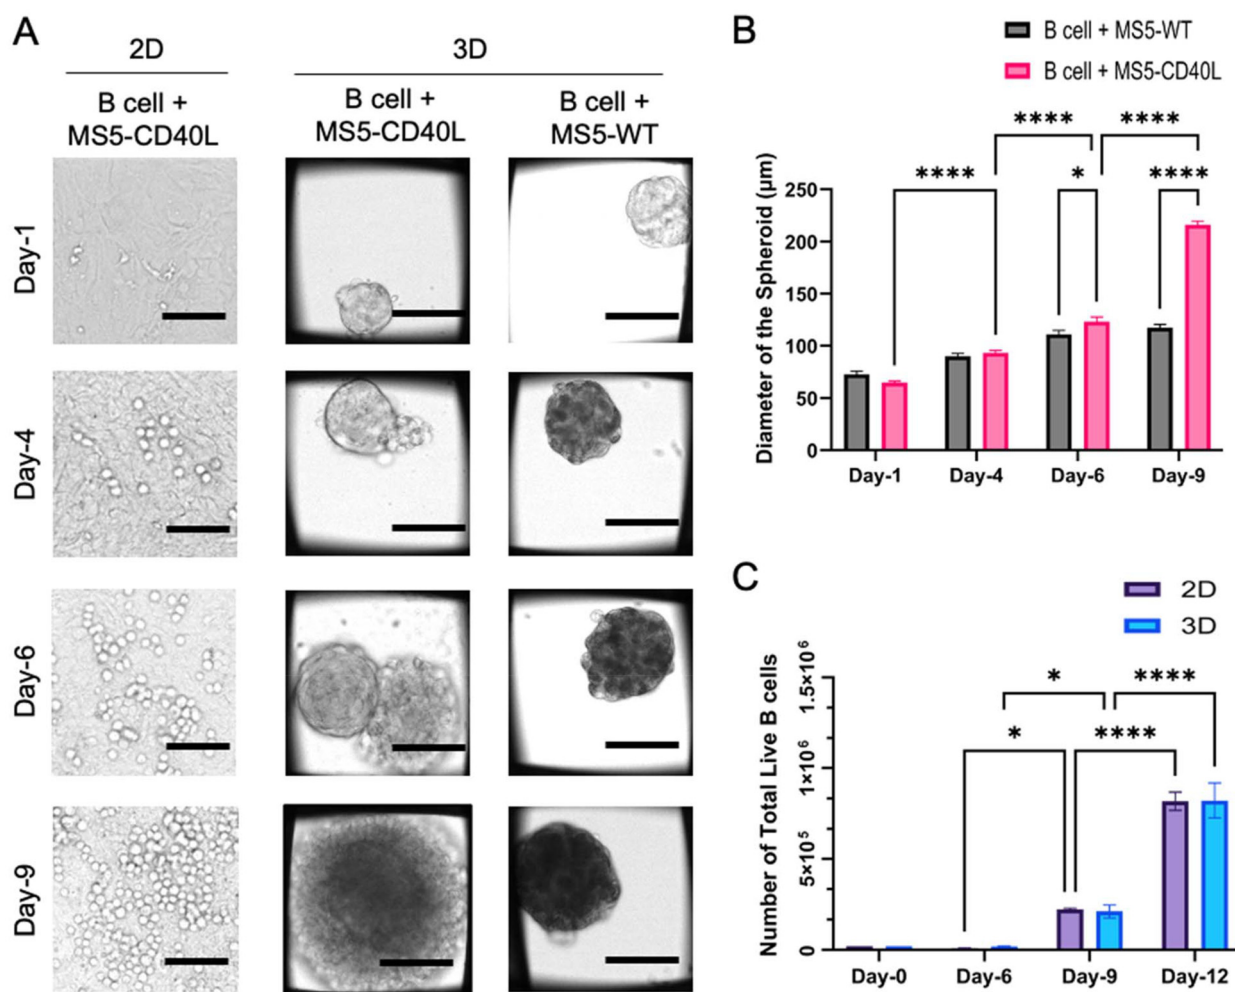 A
2D
3D
B cell +
MS5-CD40L
B cell +
MS5-CD40L
B cell +
MS5-WT
Day-1
Day-4
Day-6
Day-9
B
B cell + MS5-WT
B cell + MS5-CD40L
**** ****
**** * ****
Diameter of the Spheroid (µm)
250
200
150
100
50
0
Day-1 Day-4 Day-6 Day-9
C
2D
3D
* ****
* ****
Number of Total Live B cells
1.5×10⁶
1×10⁶
5×10⁵
0
Day-0 Day-6 Day-9 Day-12